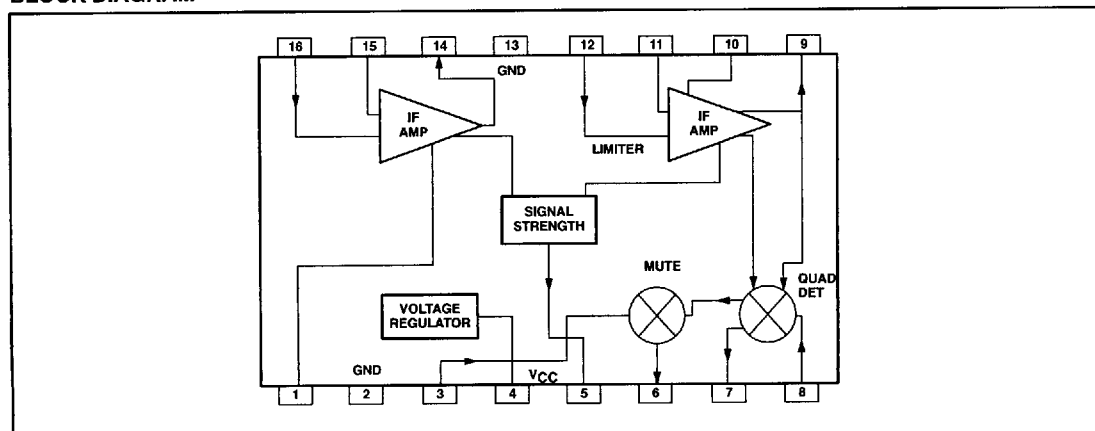 BLOCK DIAGRAM
16 15 14 13 12 11 10 9
GND
IF
AMP
IF
AMP
LIMITER
SIGNAL
STRENGTH
MUTE
QUAD
DET
VOLTAGE
REGULATOR
GND
VCC
1 2 3 4 5 6 7 8